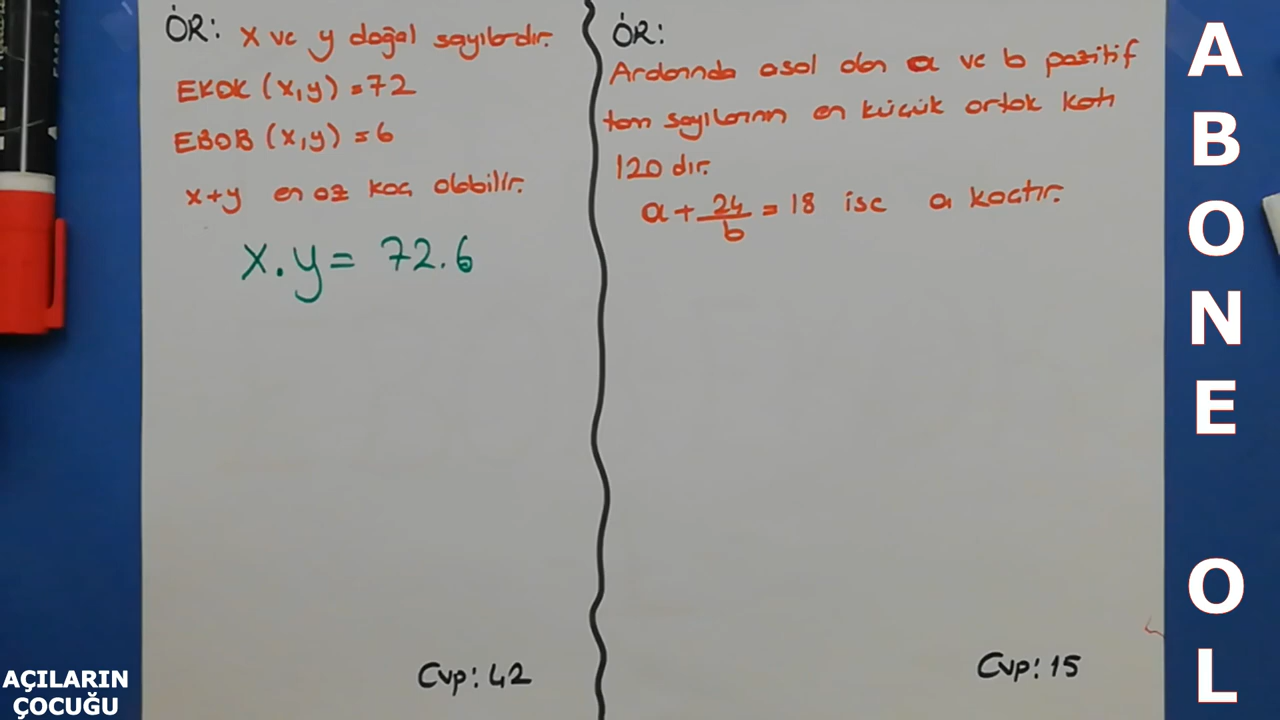 ÖR: x ve y doğal sayılardır.
EKOK (x,y) = 72
EBOB (x,y) = 6
x+y en az kaç olabilir.
x.y = 72.6
Cvp: 42
ÖR:
Aralarında asal olan a ve b pozitif
tam sayılarının en küçük ortak katı
120 dir.
a + 24/b = 18 ise a kaçtır.
Cvp: 15
ABONE OL
AÇILARIN
ÇOCUĞU